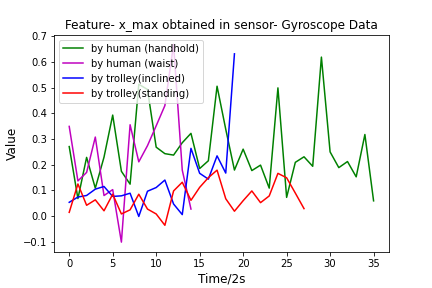 Feature- x_max obtained in sensor- Gyroscope Data
0.7
0.6
0.5
0.4
0.3
0.2
0.1
0.0
−0.1
Value
by human (handhold)
by human (waist)
by trolley(inclined)
by trolley(standing)
0 5 10 15 20 25 30 35
Time/2s